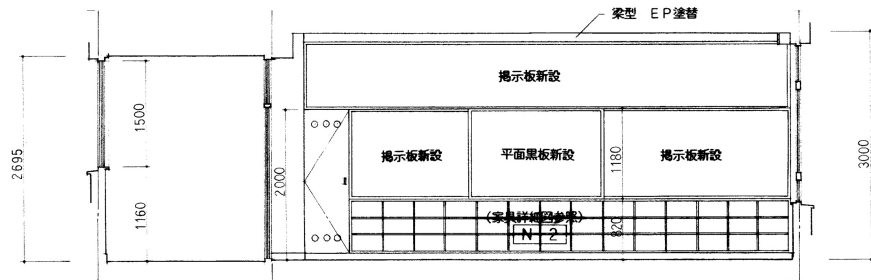 梁型 EP塗替
掲示板新設
掲示板新設
平面黒板新設
掲示板新設
(家具詳細図参照)
N 2
2695
1500
1160
2000
1180
820
3000